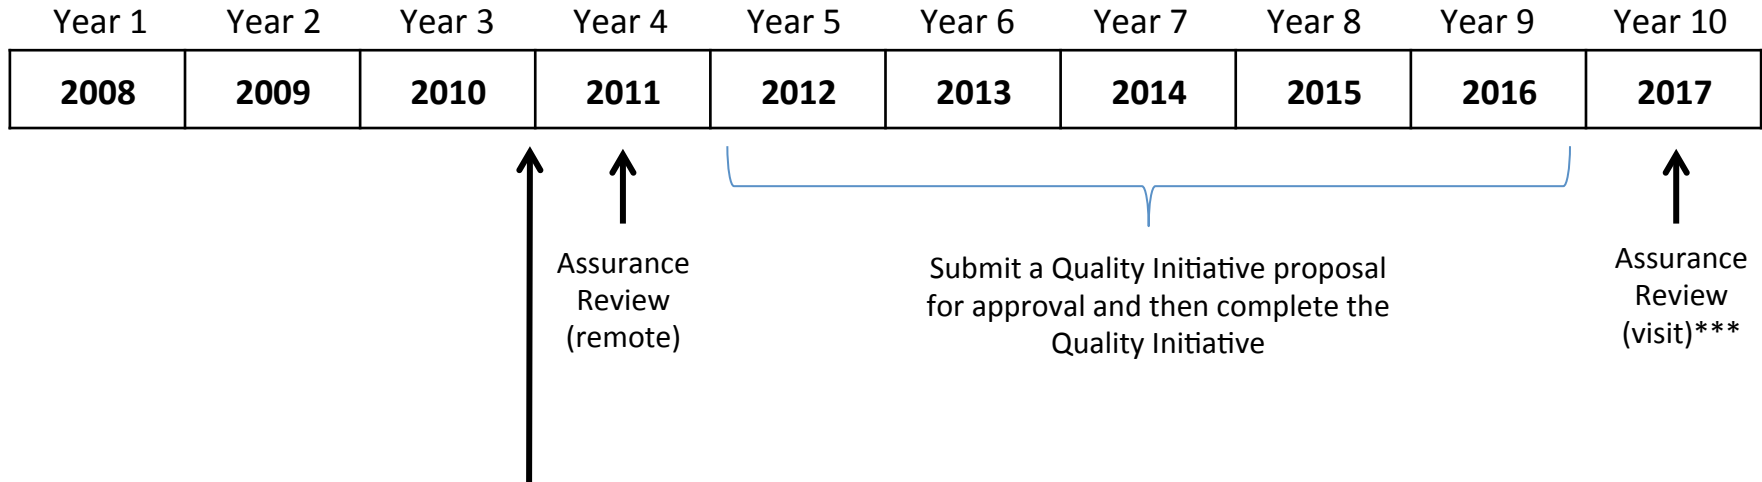 Year 1 Year 2 Year 3 Year 4 Year 5 Year 6 Year 7 Year 8 Year 9 Year 10
2008 2009 2010 2011 2012 2013 2014 2015 2016 2017
Assurance
Review
(remote)
Submit a Quality Initiative proposal
for approval and then complete the
Quality Initiative
Assurance
Review
(visit)***